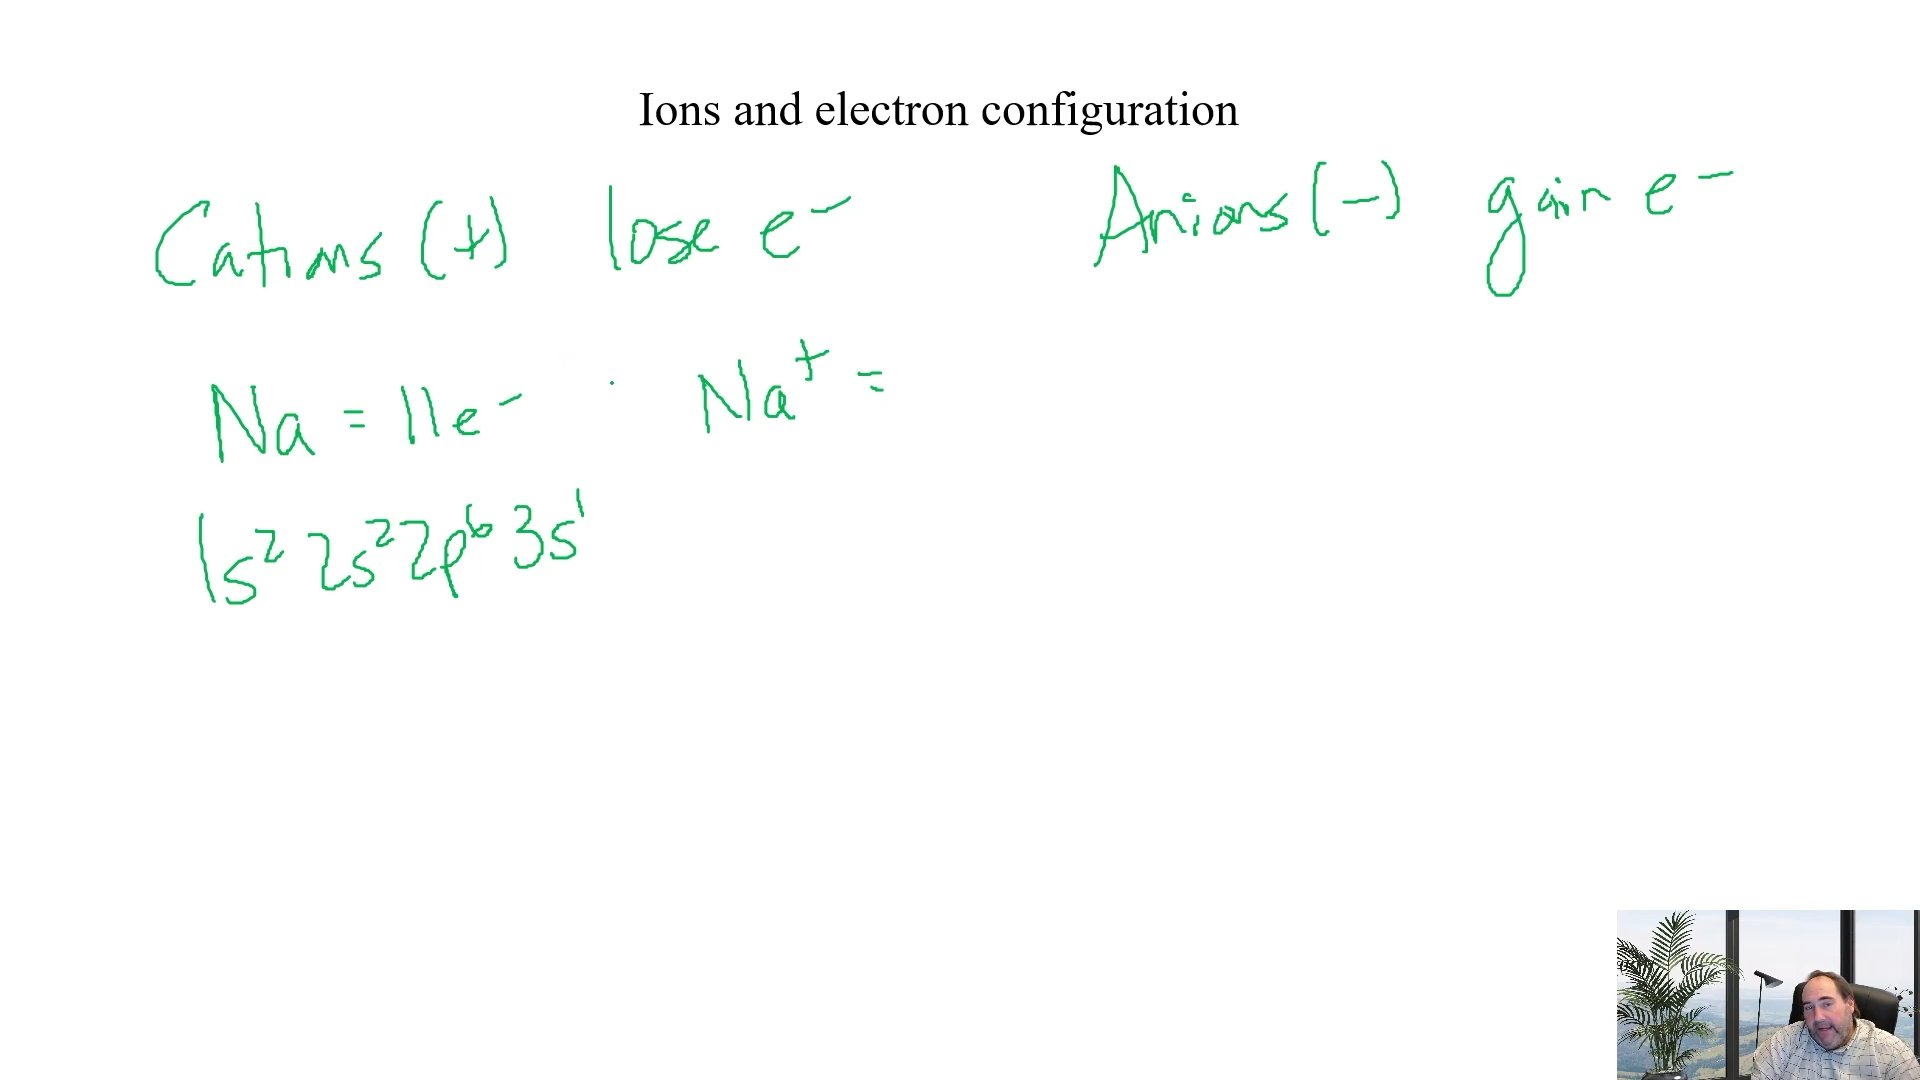 Ions and electron configuration
Cations (+) lose e⁻
Anions (−) gain e⁻
Na = 11e⁻
Na⁺ =
1s² 2s² 2p⁶ 3s¹